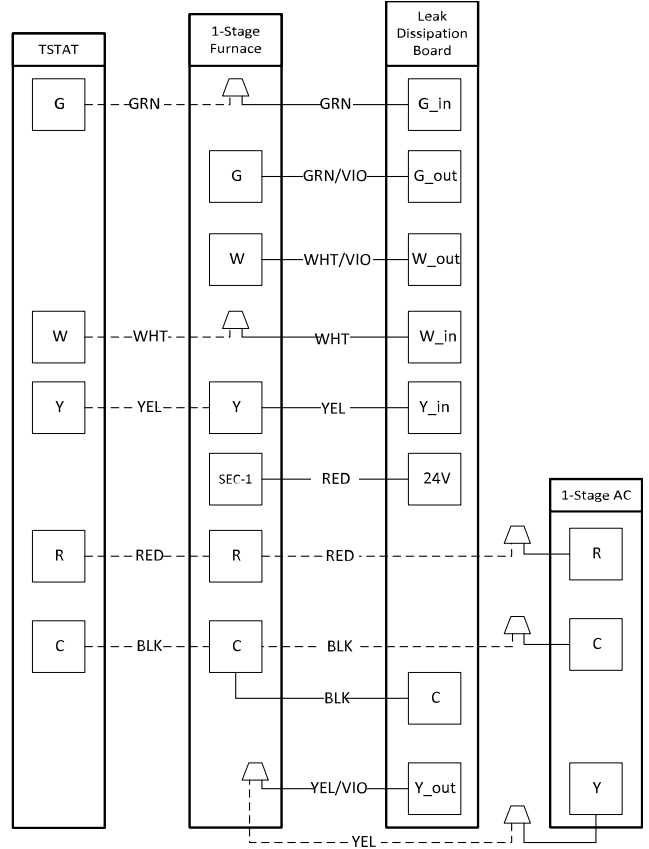 Leak
Dissipation
Board
1-Stage
Furnace
TSTAT
G
GRN
GRN
G_in
G
GRN/VIO
G_out
W
WHT/VIO
W_out
W
WHT
WHT
W_in
Y
YEL
Y
YEL
Y_in
SEC-1
RED
24V
1-Stage AC
R
RED
R
RED
R
C
BLK
C
BLK
C
BLK
C
YEL/VIO
Y_out
Y
YEL